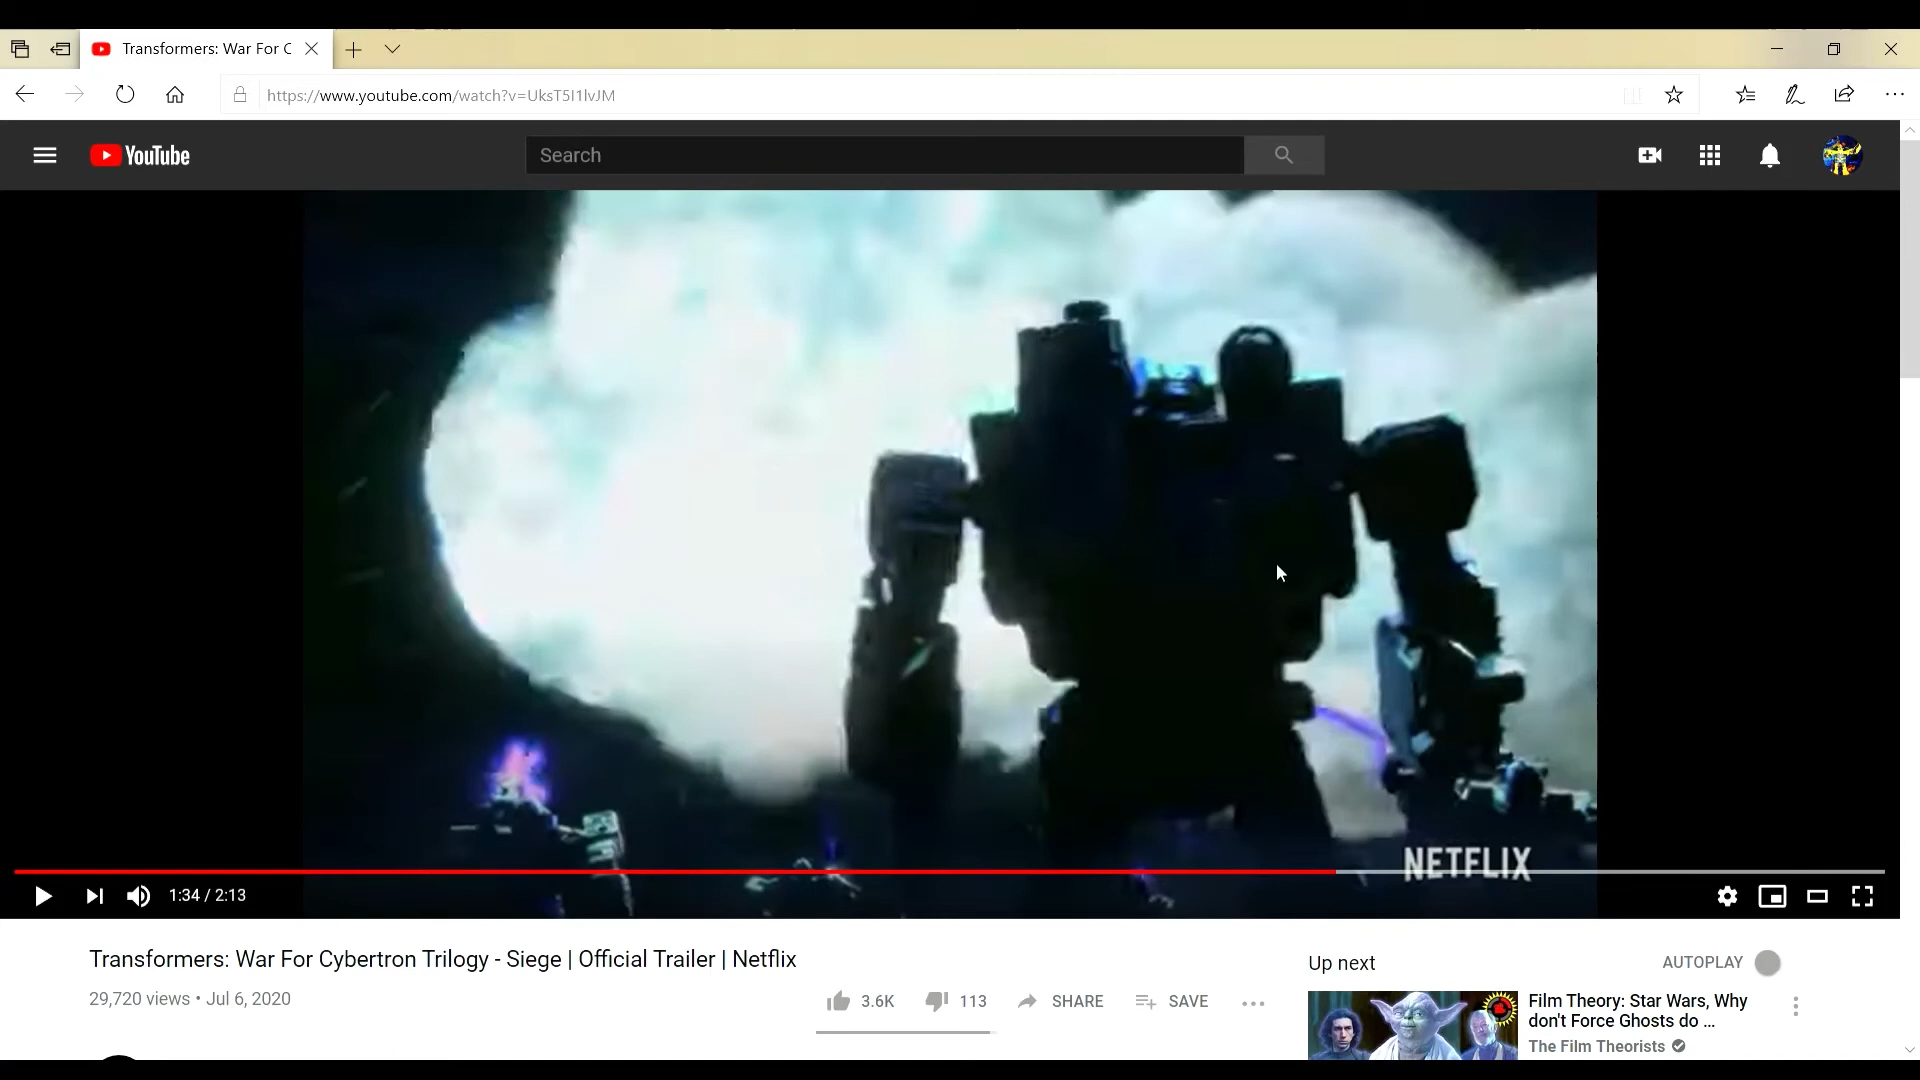 Transformers: War For C
https://www.youtube.com/watch?v=UksT5I1lvJM
YouTube
Search
NETFLIX
1:34 / 2:13
Transformers: War For Cybertron Trilogy - Siege | Official Trailer | Netflix
29,720 views • Jul 6, 2020
3.6K
113
SHARE
SAVE
Up next
AUTOPLAY
Film Theory: Star Wars, Why
don't Force Ghosts do ...
The Film Theorists